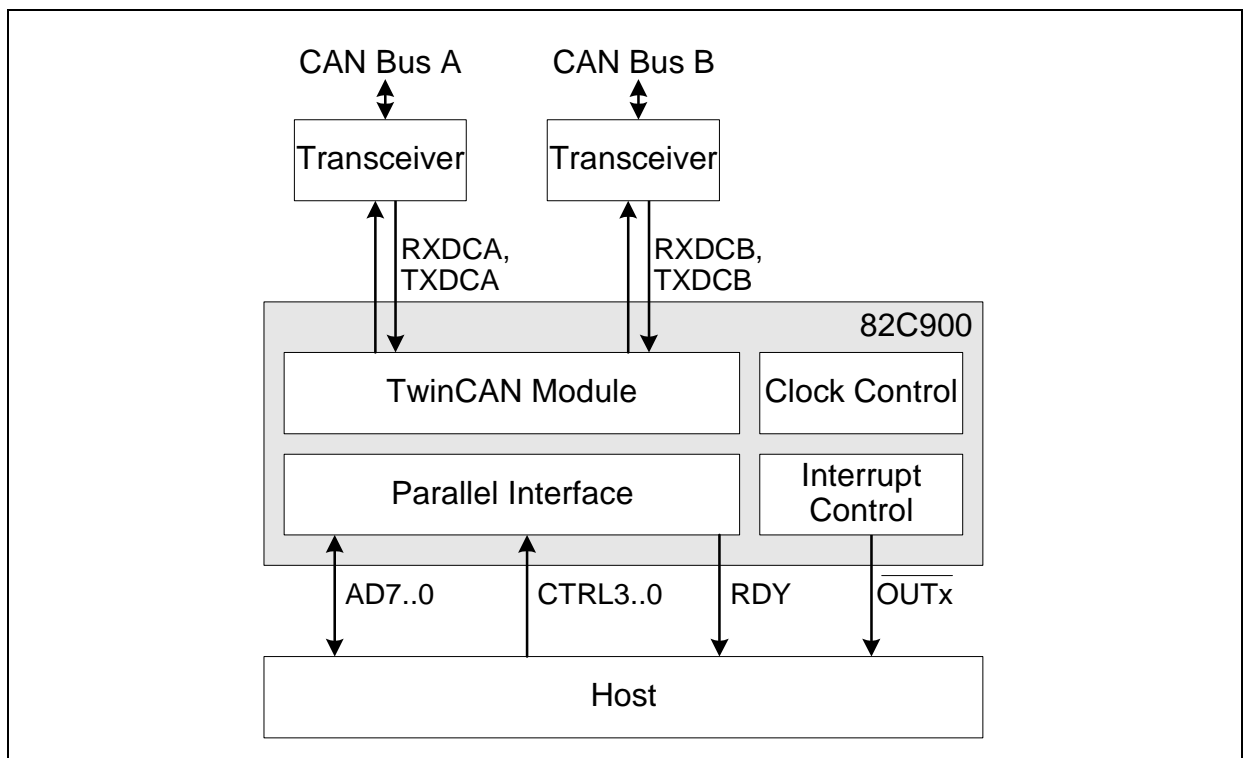 CAN Bus A
CAN Bus B
Transceiver
Transceiver
RXDCA,
TXDCA
RXDCB,
TXDCB
82C900
TwinCAN Module
Clock Control
Parallel Interface
Interrupt
Control
AD7..0
CTRL3..0
RDY
OUTx
Host